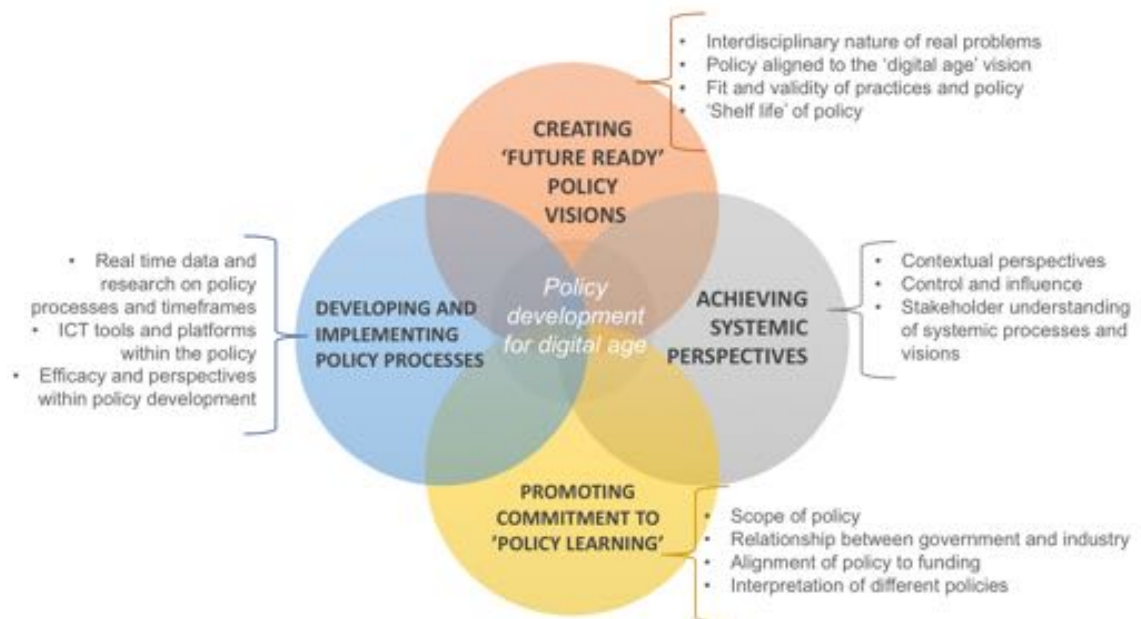 • Interdisciplinary nature of real problems
• Policy aligned to the ‘digital age’ vision
• Fit and validity of practices and policy
• ‘Shelf life’ of policy
CREATING
‘FUTURE READY’
POLICY
VISIONS
• Real time data and
research on policy
processes and timeframes
• ICT tools and platforms
within the policy
• Efficacy and perspectives
within policy development
DEVELOPING AND
IMPLEMENTING
POLICY PROCESSES
Policy
development
for digital age
ACHIEVING
SYSTEMIC
PERSPECTIVES
• Contextual perspectives
• Control and influence
• Stakeholder understanding
of systemic processes and
visions
PROMOTING
COMMITMENT TO
‘POLICY LEARNING’
• Scope of policy
• Relationship between government and industry
• Alignment of policy to funding
• Interpretation of different policies